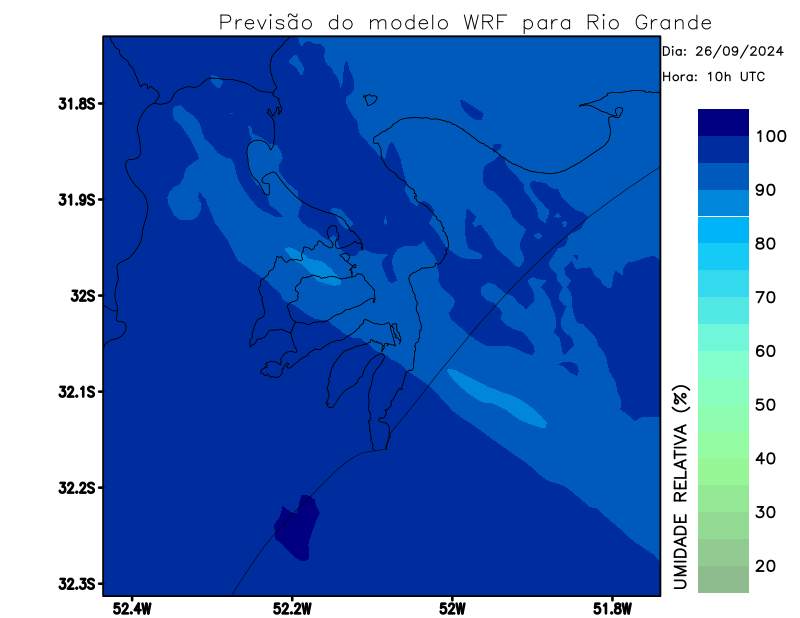 Previsão do modelo WRF para Rio Grande
Dia: 26/09/2024
Hora: 10h UTC
31.8S
31.9S
32S
32.1S
32.2S
32.3S
52.4W 52.2W 52W 51.8W
UMIDADE RELATIVA (%)
100
90
80
70
60
50
40
30
20